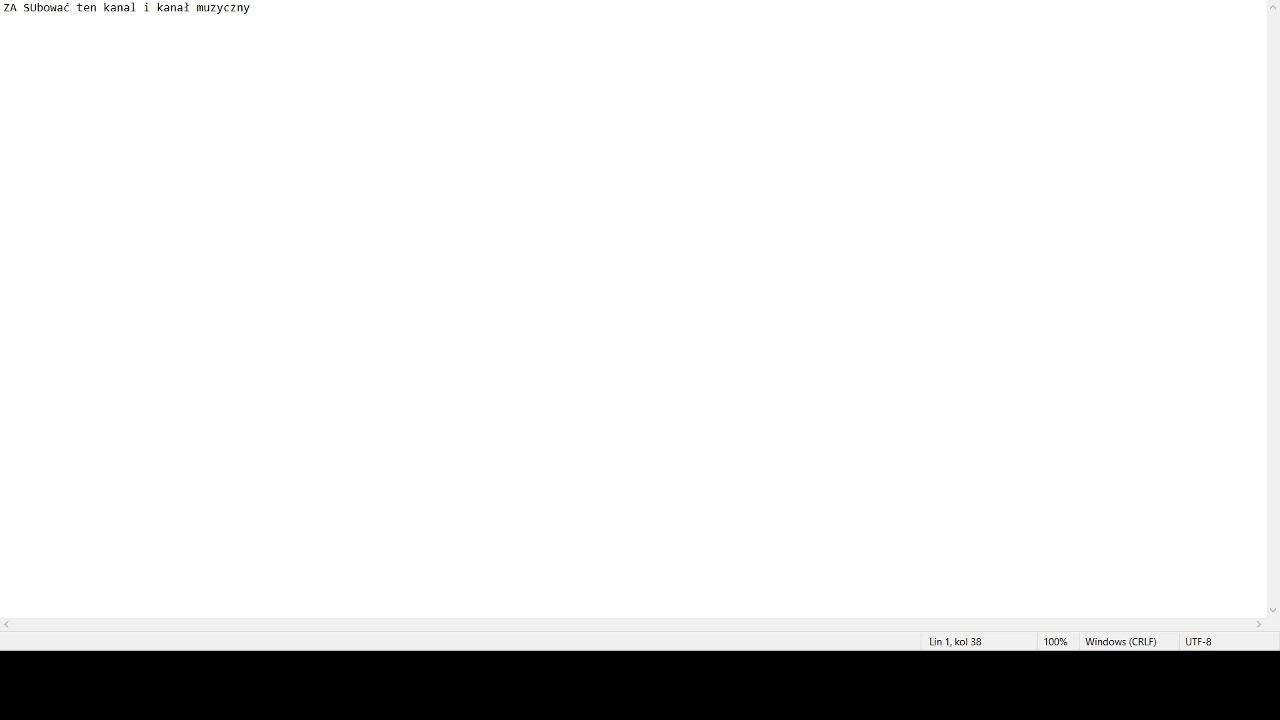 ZA SUbować ten kanal i kanał muzyczny
Lin 1, kol 38 100% Windows (CRLF) UTF-8